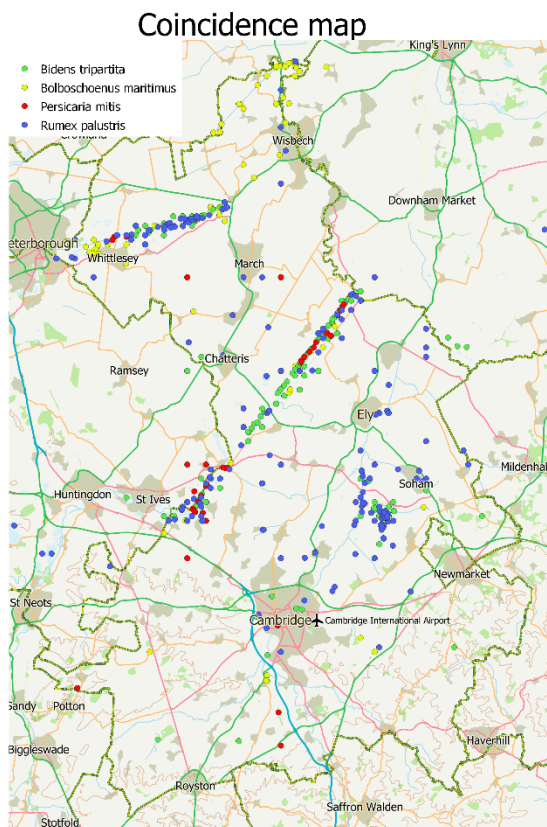 Coincidence map
King's Lynn
Bidens tripartita
Bolboschoenus maritimus
Persicaria mitis
Rumex palustris
Wisbech
Downham Market
eterborough
Whittlesey
March
Chatteris
Ramsey
Ely
Mildenhal
Soham
Huntingdon
St Ives
Newmarket
St Neots
Cambridge
Cambridge International Airport
Sandy
Potton
Biggleswade
Haverhill
Royston
Saffron Walden
Stotfold